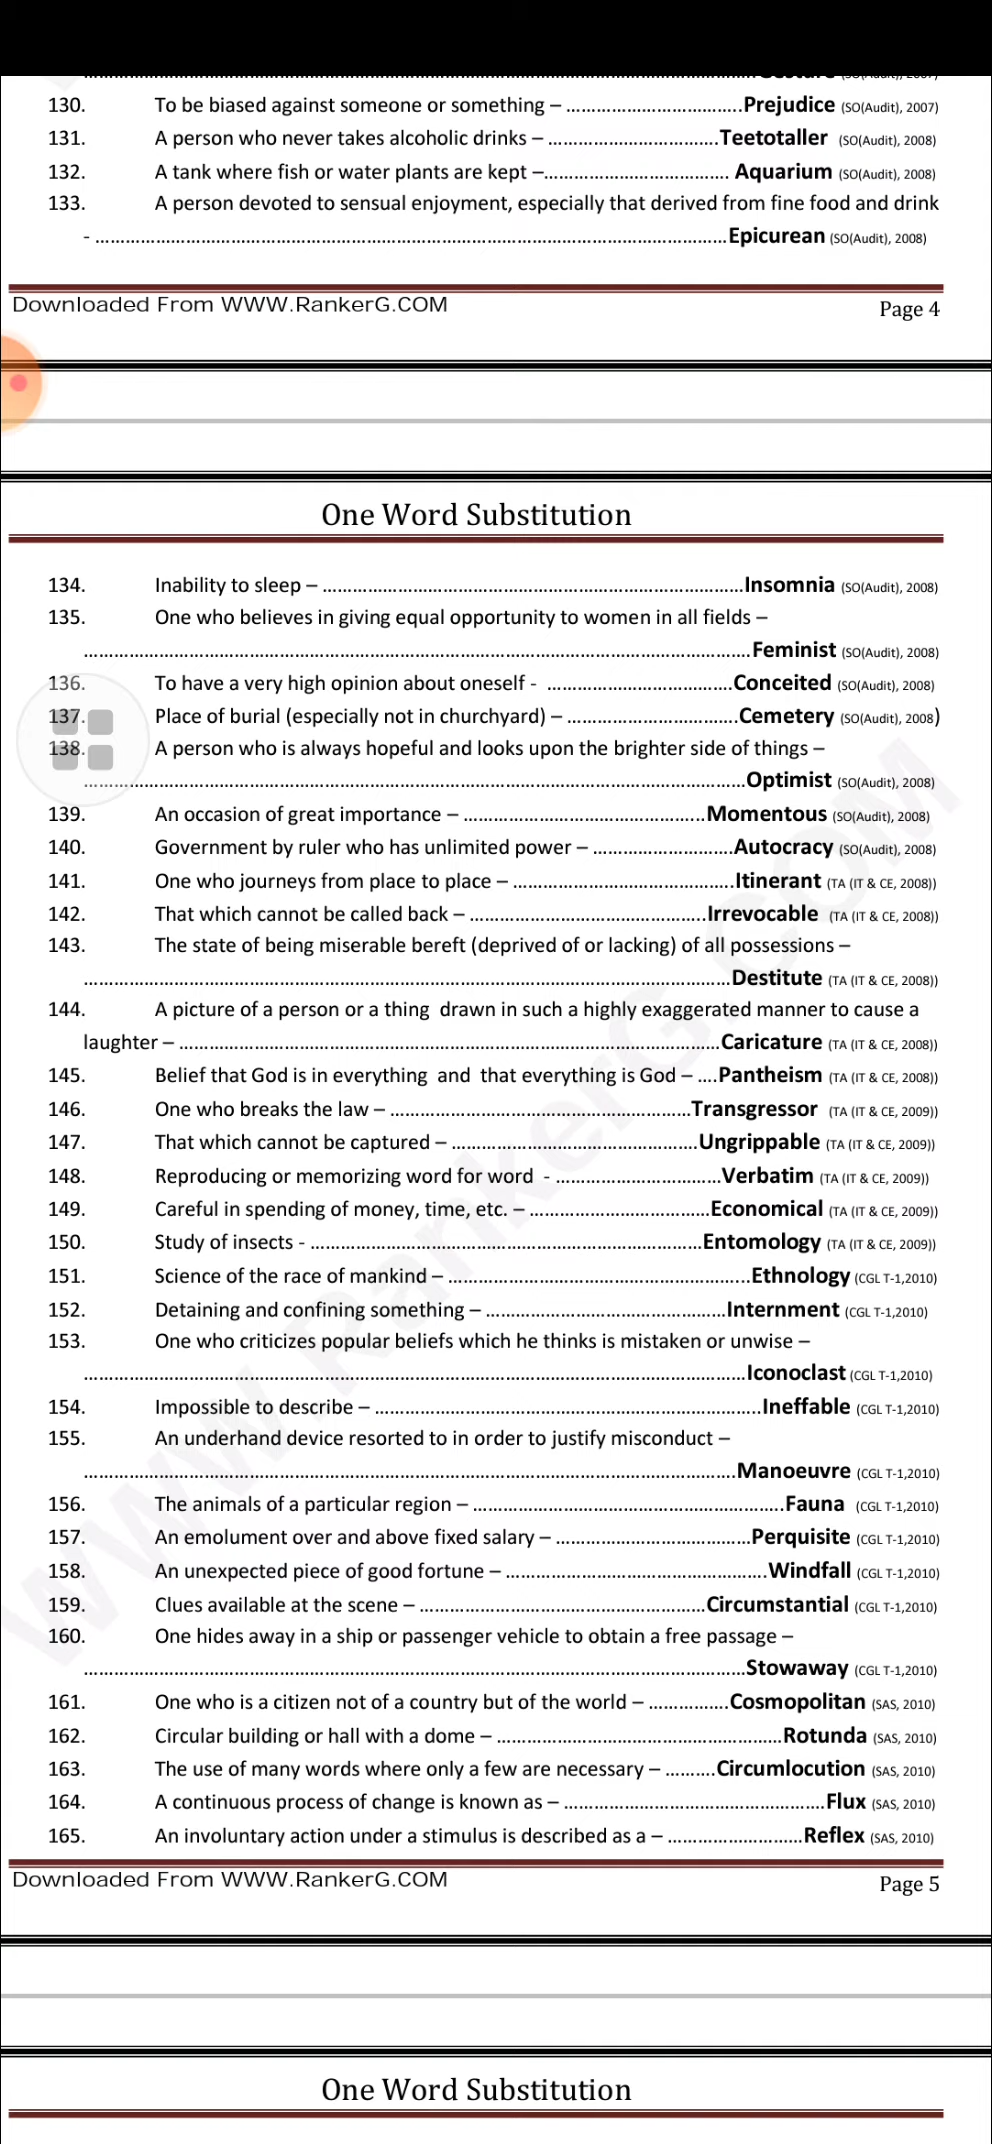 130. To be biased against someone or something – ……………………………..Prejudice (SO(Audit), 2007)
131. A person who never takes alcoholic drinks – …………………………….Teetotaller (SO(Audit), 2008)
132. A tank where fish or water plants are kept –………………………………. Aquarium (SO(Audit), 2008)
133. A person devoted to sensual enjoyment, especially that derived from fine food and drink
- ………………………………………………………………………………………………Epicurean (SO(Audit), 2008)
Downloaded From WWW.RankerG.COM
Page 4
One Word Substitution
134. Inability to sleep – ………………………………………………………………Insomnia (SO(Audit), 2008)
135. One who believes in giving equal opportunity to women in all fields –
……………………………………………………………………………………………………Feminist (SO(Audit), 2008)
136. To have a very high opinion about oneself - ………………………………Conceited (SO(Audit), 2008)
137. Place of burial (especially not in churchyard) – ……………………………Cemetery (SO(Audit), 2008)
138. A person who is always hopeful and looks upon the brighter side of things –
……………………………………………………………………………………………………Optimist (SO(Audit), 2008)
139. An occasion of great importance – …………………………………………Momentous (SO(Audit), 2008)
140. Government by ruler who has unlimited power – ……………………….Autocracy (SO(Audit), 2008)
141. One who journeys from place to place – ………………………………………Itinerant (TA (IT & CE, 2008))
142. That which cannot be called back – …………………………………………Irrevocable (TA (IT & CE, 2008))
143. The state of being miserable bereft (deprived of or lacking) of all possessions –
…………………………………………………………………………………………………Destitute (TA (IT & CE, 2008))
144. A picture of a person or a thing drawn in such a highly exaggerated manner to cause a
laughter – ……………………………………………………………………………………Caricature (TA (IT & CE, 2008))
145. Belief that God is in everything and that everything is God – ….Pantheism (TA (IT & CE, 2008))
146. One who breaks the law – ……………………………………………………Transgressor (TA (IT & CE, 2009))
147. That which cannot be captured – …………………………………………Ungrippable (TA (IT & CE, 2009))
148. Reproducing or memorizing word for word - ……………………………Verbatim (TA (IT & CE, 2009))
149. Careful in spending of money, time, etc. – ………………………………Economical (TA (IT & CE, 2009))
150. Study of insects - ……………………………………………………………………Entomology (TA (IT & CE, 2009))
151. Science of the race of mankind – ……………………………………………………Ethnology (CGL T-1,2010)
152. Detaining and confining something – …………………………………………Internment (CGL T-1,2010)
153. One who criticizes popular beliefs which he thinks is mistaken or unwise –
……………………………………………………………………………………………………Iconoclast (CGL T-1,2010)
154. Impossible to describe – ……………………………………………………………………Ineffable (CGL T-1,2010)
155. An underhand device resorted to in order to justify misconduct –
…………………………………………………………………………………………………Manoeuvre (CGL T-1,2010)
156. The animals of a particular region – ………………………………………………………Fauna (CGL T-1,2010)
157. An emolument over and above fixed salary – …………………………………Perquisite (CGL T-1,2010)
158. An unexpected piece of good fortune – ……………………………………………Windfall (CGL T-1,2010)
159. Clues available at the scene – …………………………………………………Circumstantial (CGL T-1,2010)
160. One hides away in a ship or passenger vehicle to obtain a free passage –
……………………………………………………………………………………………………Stowaway (CGL T-1,2010)
161. One who is a citizen not of a country but of the world – …………….Cosmopolitan (SAS, 2010)
162. Circular building or hall with a dome – …………………………………………………Rotunda (SAS, 2010)
163. The use of many words where only a few are necessary – ………Circumlocution (SAS, 2010)
164. A continuous process of change is known as – ……………………………………………Flux (SAS, 2010)
165. An involuntary action under a stimulus is described as a – ………………………Reflex (SAS, 2010)
WWW.RankerG.COM
Downloaded From WWW.RankerG.COM
Page 5
One Word Substitution